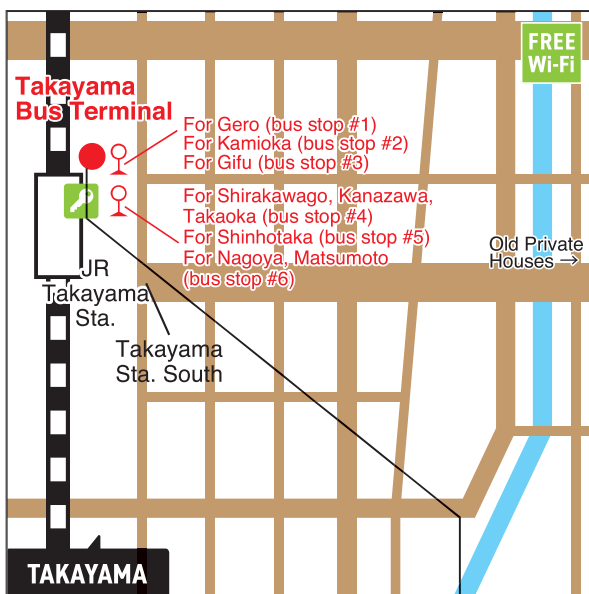 FREE
Wi-Fi
Takayama
Bus Terminal
For Gero (bus stop #1)
For Kamioka (bus stop #2)
For Gifu (bus stop #3)
For Shirakawago, Kanazawa,
Takaoka (bus stop #4)
For Shinhotaka (bus stop #5)
For Nagoya, Matsumoto
(bus stop #6)
Old Private
Houses →
JR
Takayama
Sta.
Takayama
Sta. South
TAKAYAMA